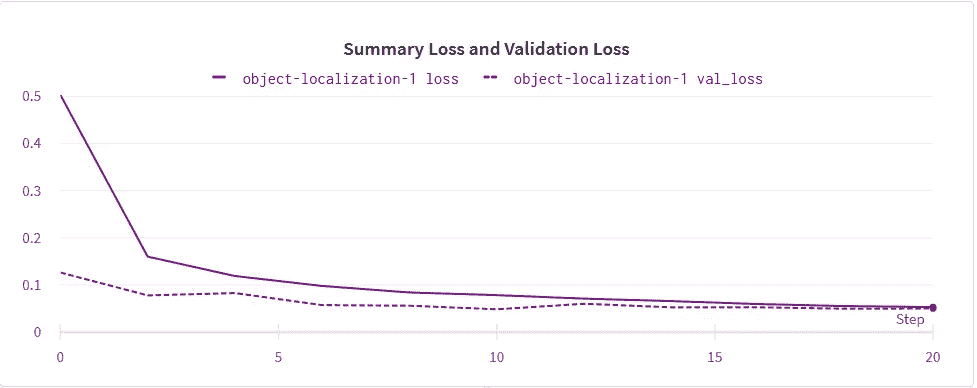 Summary Loss and Validation Loss
object-localization-1 loss object-localization-1 val_loss
0.5
0.4
0.3
0.2
0.1
0
Step
0 5 10 15 20